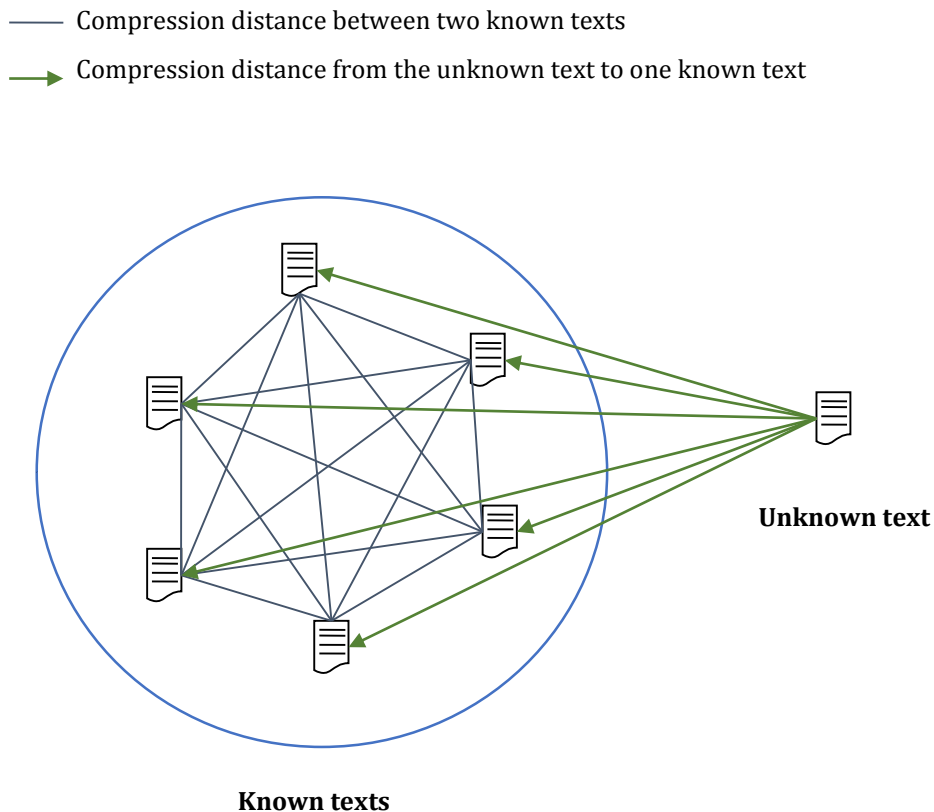 Compression distance between two known texts
Compression distance from the unknown text to one known text
Unknown text
Known texts